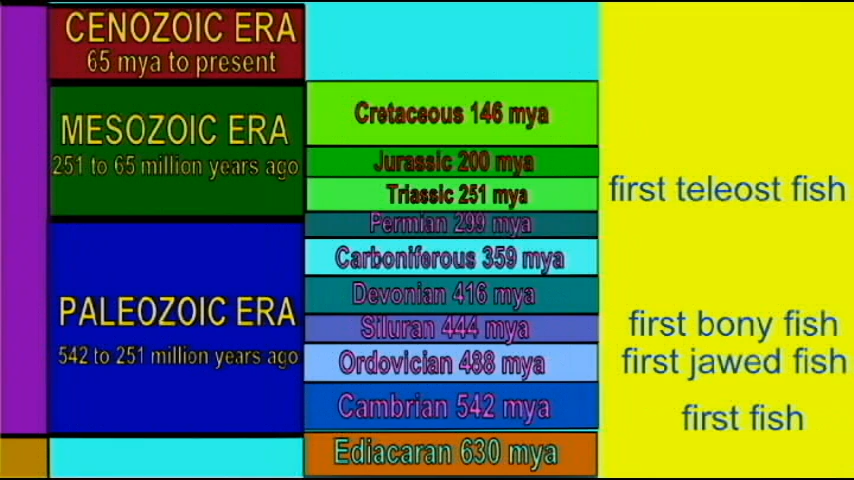 CENOZOIC ERA
65 mya to present
MESOZOIC ERA
251 to 65 million years ago
PALEOZOIC ERA
542 to 251 million years ago
Cretaceous 146 mya
Jurassic 200 mya
Triassic 251 mya
Permian 299 mya
Carboniferous 359 mya
Devonian 416 mya
Siluran 444 mya
Ordovician 488 mya
Cambrian 542 mya
Ediacaran 630 mya
first teleost fish
first bony fish
first jawed fish
first fish